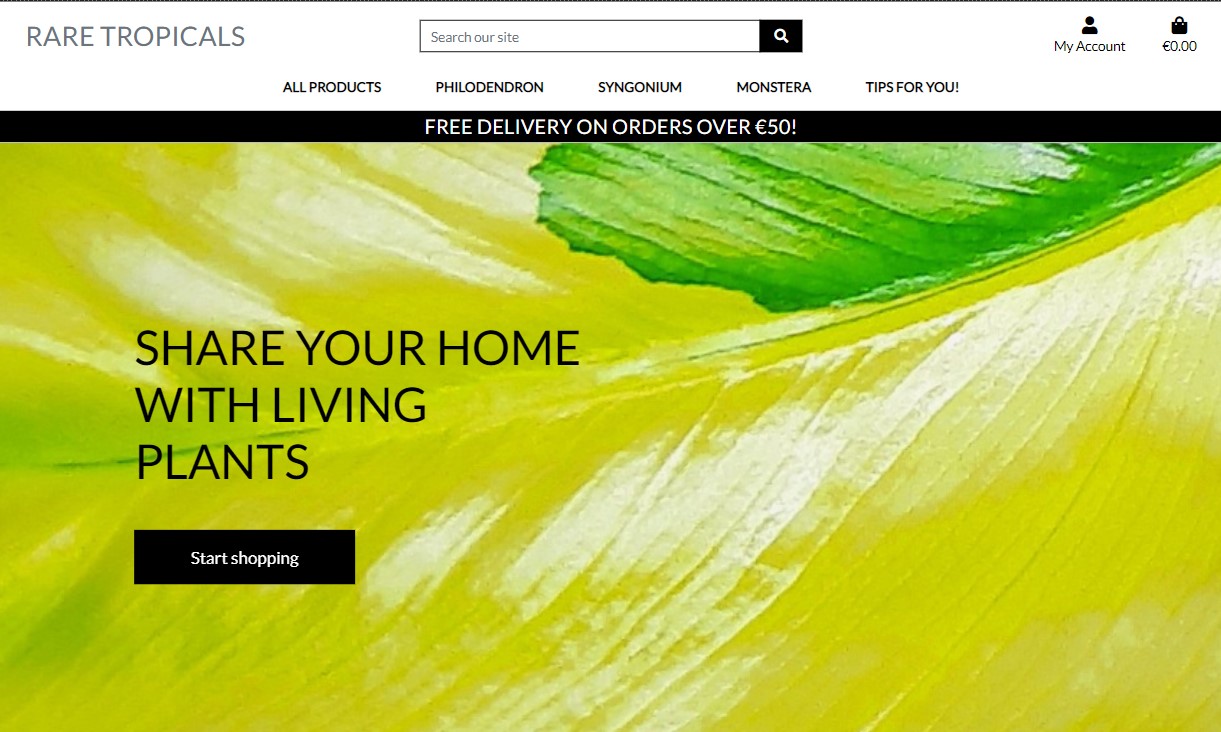 RARE TROPICALS
Search our site
My Account
€0.00
ALL PRODUCTS
PHILODENDRON
SYNGONIUM
MONSTERA
TIPS FOR YOU!
FREE DELIVERY ON ORDERS OVER €50!
SHARE YOUR HOME
WITH LIVING
PLANTS
Start shopping